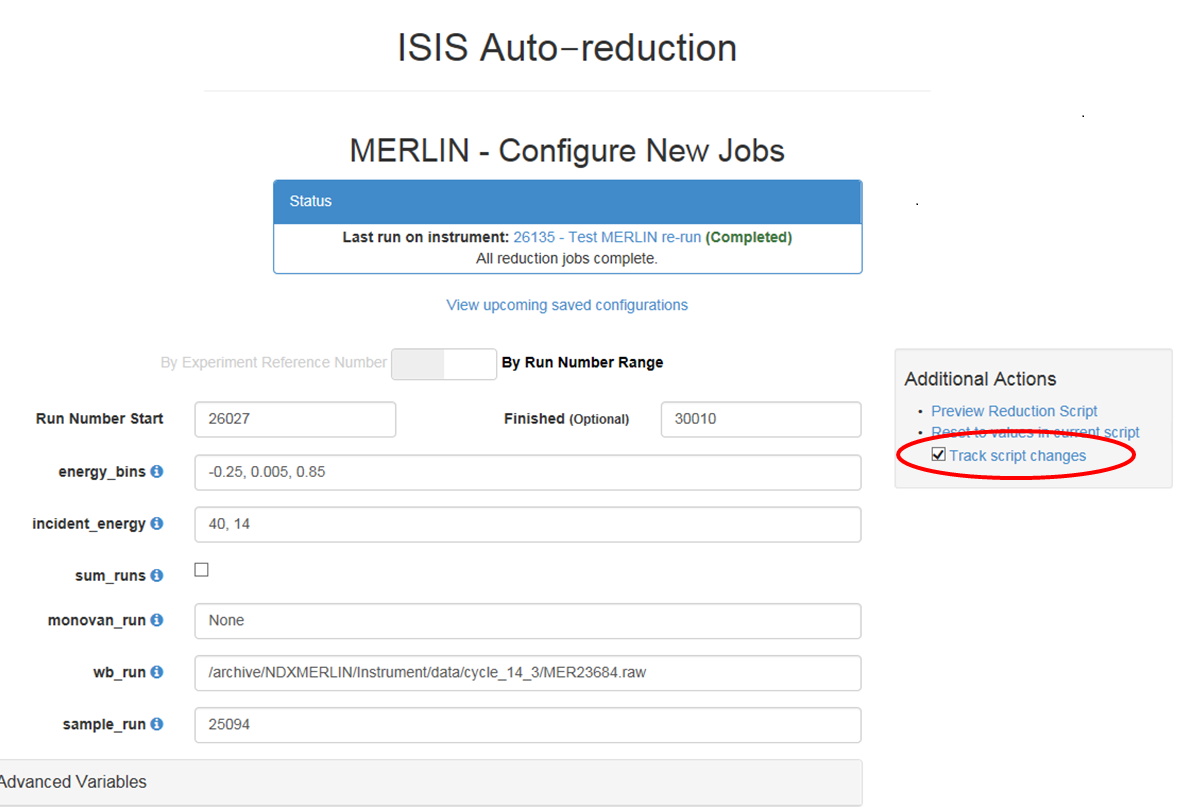 ISIS Auto-reduction
MERLIN - Configure New Jobs
Status
Last run on instrument: 26135 - Test MERLIN re-run (Completed)
All reduction jobs complete.
View upcoming saved configurations
By Experiment Reference Number By Run Number Range
Run Number Start 26027 Finished (Optional) 30010
energy_bins -0.25, 0.005, 0.85
incident_energy 40, 14
sum_runs
monovan_run None
wb_run /archive/NDXMERLIN/Instrument/data/cycle_14_3/MER23684.raw
sample_run 25094
Advanced Variables
Additional Actions
• Preview Reduction Script
• Reset to values in current script
Track script changes